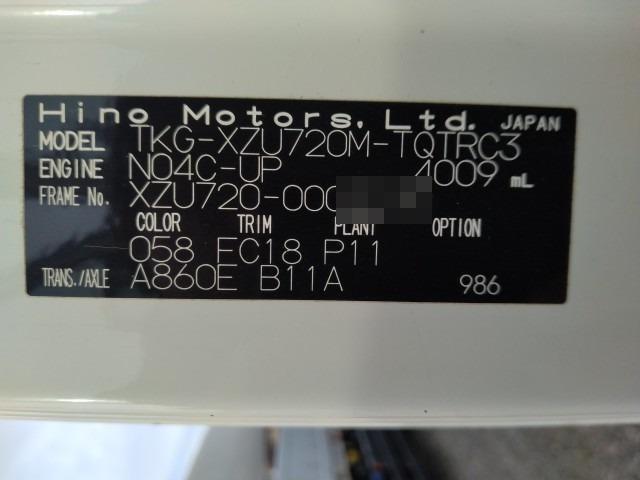 Hino Motors, Ltd. JAPAN
MODEL TKG-XZU720M-TQTRC3
ENGINE N04C-UP 4009 mL
FRAME No. XZU720-000
COLOR TRIM PLANT OPTION
058 FC18 P11
TRANS./AXLE A860E B11A 986